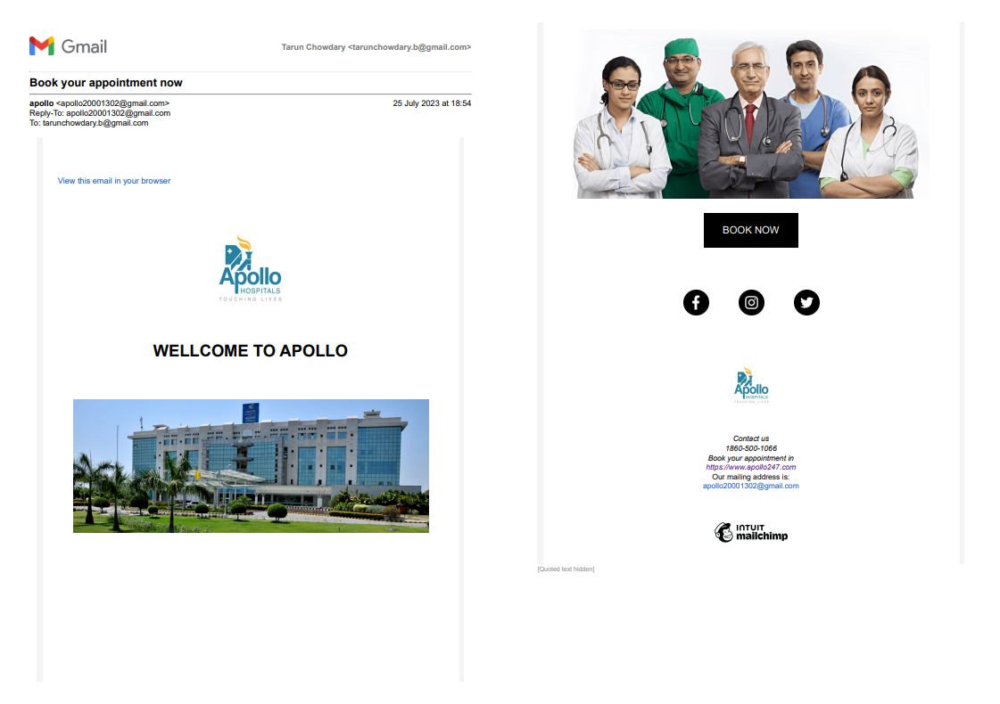 Gmail
Tarun Chowdary <tarunchowdary.b@gmail.com>
Book your appointment now
apollo <apollo20001302@gmail.com>
25 July 2023 at 18:54
Reply-To: apollo20001302@gmail.com
To: tarunchowdary.b@gmail.com
View this email in your browser
Apollo
HOSPITALS
TOUCHING LIVES
WELLCOME TO APOLLO
BOOK NOW
Apollo
HOSPITALS
TOUCHING LIVES
Contact us
1860-500-1066
Book your appointment in
https://www.apollo247.com
Our mailing address is:
apollo20001302@gmail.com
INTUIT
mailchimp
[Quoted text hidden]